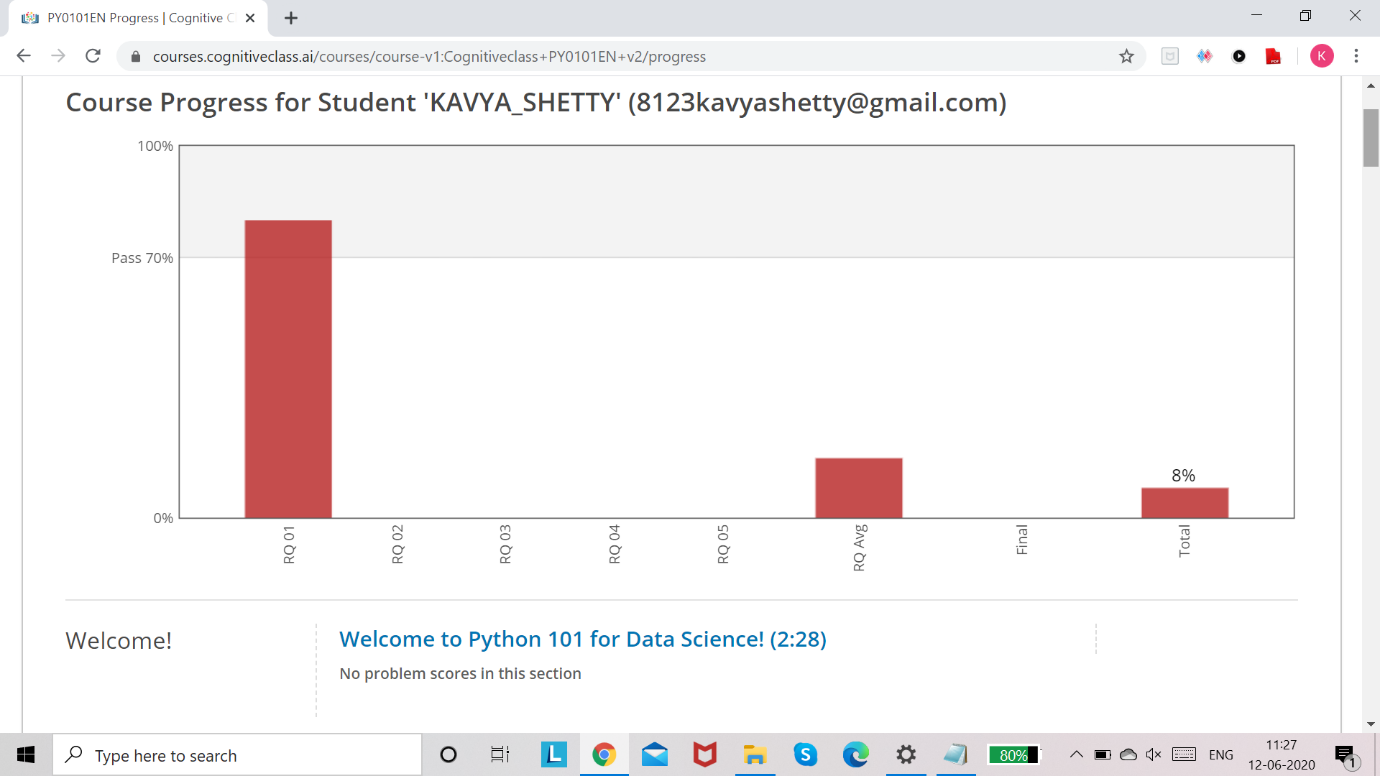 PY0101EN Progress | Cognitive C
courses.cognitiveclass.ai/courses/course-v1:Cognitiveclass+PY0101EN+v2/progress
K
Course Progress for Student 'KAVYA_SHETTY' (8123kavyashetty@gmail.com)
100%
Pass 70%
0%
8%
RQ 01
RQ 02
RQ 03
RQ 04
RQ 05
RQ Avg
Final
Total
Welcome!
Welcome to Python 101 for Data Science! (2:28)
No problem scores in this section
Type here to search
L
S
80%
ENG
11:27
12-06-2020
1